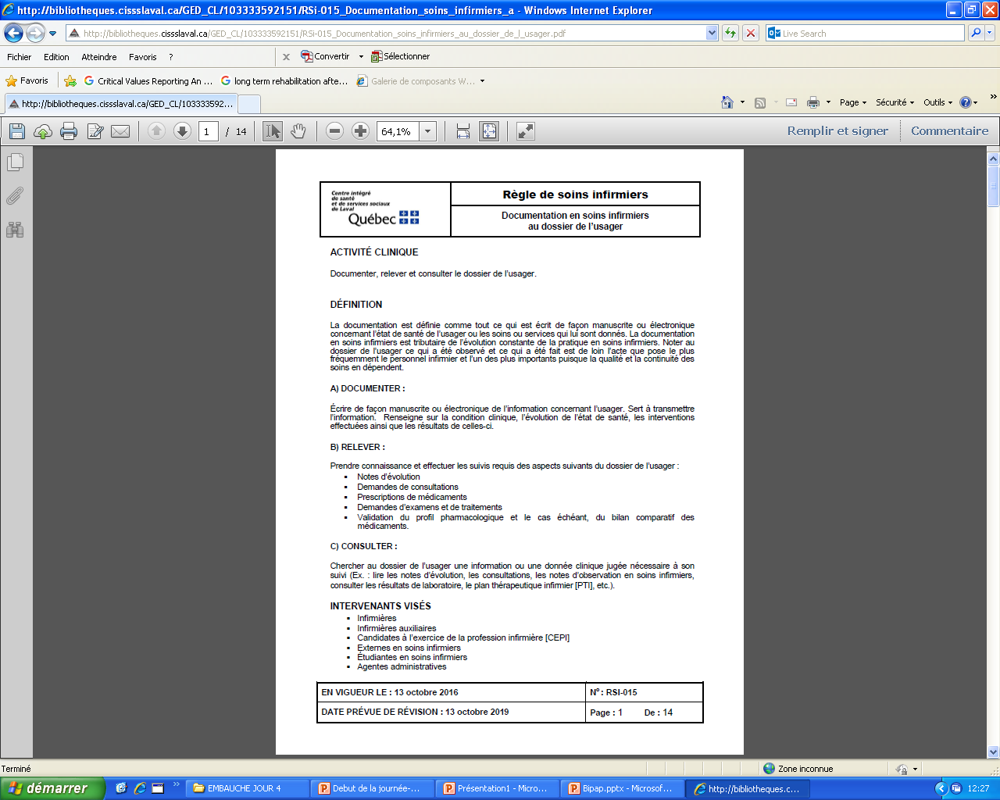 http://bibliotheques.cissslaval.ca/GED_CL/103333592151/RSi-015_Documentation_soins_infirmiers_a - Windows Internet Explorer
http://bibliotheques.cissslaval.ca/GED_CL/103333592151/RSi-015_Documentation_soins_infirmiers_au_dossier_de_l_usager.pdf
Live Search
Fichier Edition Atteindre Favoris ?
x Convertir Sélectionner
Favoris Critical Values Reporting An ... long term rehabilitation afte... Galerie de composants W...
http://bibliotheques.cissslaval.ca/GED_CL/10333359​2...
Page Sécurité Outils »
1 / 14 64,1% Remplir et signer Commentaire
Centre intégré
de santé
et de services sociaux
de Laval
Québec
Règle de soins infirmiers
Documentation en soins infirmiers
au dossier de l'usager
ACTIVITÉ CLINIQUE
Documenter, relever et consulter le dossier de l'usager.
DÉFINITION
La documentation est définie comme tout ce qui est écrit de façon manuscrite ou électronique
concernant l'état de santé de l'usager ou les soins ou services qui lui sont donnés. La documentation
en soins infirmiers est tributaire de l'évolution constante de la pratique en soins infirmiers. Noter au
dossier de l'usager ce qui a été observé et ce qui a été fait est de loin l'acte que pose le plus
fréquemment le personnel infirmier et l'un des plus importants puisque la qualité et la continuité des
soins en dépendent.
A) DOCUMENTER :
Écrire de façon manuscrite ou électronique de l'information concernant l'usager. Sert à transmettre
l'information. Renseigne sur la condition clinique, l'évolution de l'état de santé, les interventions
effectuées ainsi que les résultats de celles-ci.
B) RELEVER :
Prendre connaissance et effectuer les suivis requis des aspects suivants du dossier de l'usager :
▪ Notes d'évolution
▪ Demandes de consultations
▪ Prescriptions de médicaments
▪ Demandes d'examens et de traitements
▪ Validation du profil pharmacologique et le cas échéant, du bilan comparatif des
médicaments.
C) CONSULTER :
Chercher au dossier de l'usager une information ou une donnée clinique jugée nécessaire à son
suivi (Ex. : lire les notes d'évolution, les consultations, les notes d'observation en soins infirmiers,
consulter les résultats de laboratoire, le plan thérapeutique infirmier [PTI], etc.).
INTERVENANTS VISÉS
▪ Infirmières
▪ Infirmières auxiliaires
▪ Candidates à l'exercice de la profession infirmière [CEPI]
▪ Externes en soins infirmiers
▪ Étudiantes en soins infirmiers
▪ Agentes administratives
EN VIGUEUR LE : 13 octobre 2016 N° : RSI-015
DATE PRÉVUE DE RÉVISION : 13 octobre 2019 Page : 1 De : 14
Terminé Zone inconnue
démarrer » EMBAUCHE JOUR 4 Debut de la journée-... Présentation1 - Micro... Bipap.pptx - Microsof... http://bibliotheques.c... 12:27